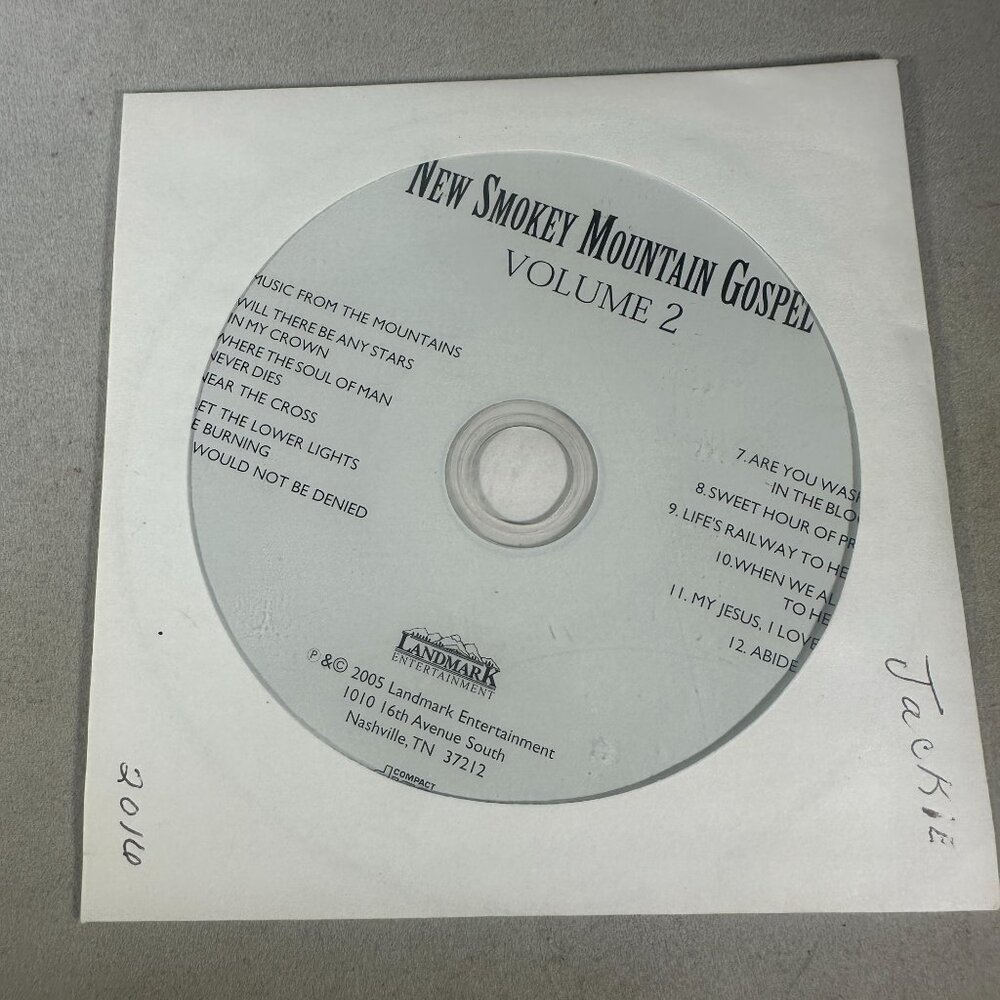 NEW SMOKEY MOUNTAIN GOSPEL
VOLUME 2
MUSIC FROM THE MOUNTAINS
WILL THERE BE ANY STARS
IN MY CROWN
WHERE THE SOUL OF MAN
NEVER DIES
NEAR THE CROSS
ET THE LOWER LIGHTS
E BURNING
WOULD NOT BE DENIED
7. ARE YOU WASH
IN THE BLO
8. SWEET HOUR OF PR
9. LIFE'S RAILWAY TO HE
10. WHEN WE AL
TO HE
11. MY JESUS, I LOVE
12. ABIDE
LANDMARK
ENTERTAINMENT
℗ & © 2005 Landmark Entertainment
1010 16th Avenue South
Nashville, TN 37212
COMPACT
2016
Jackie